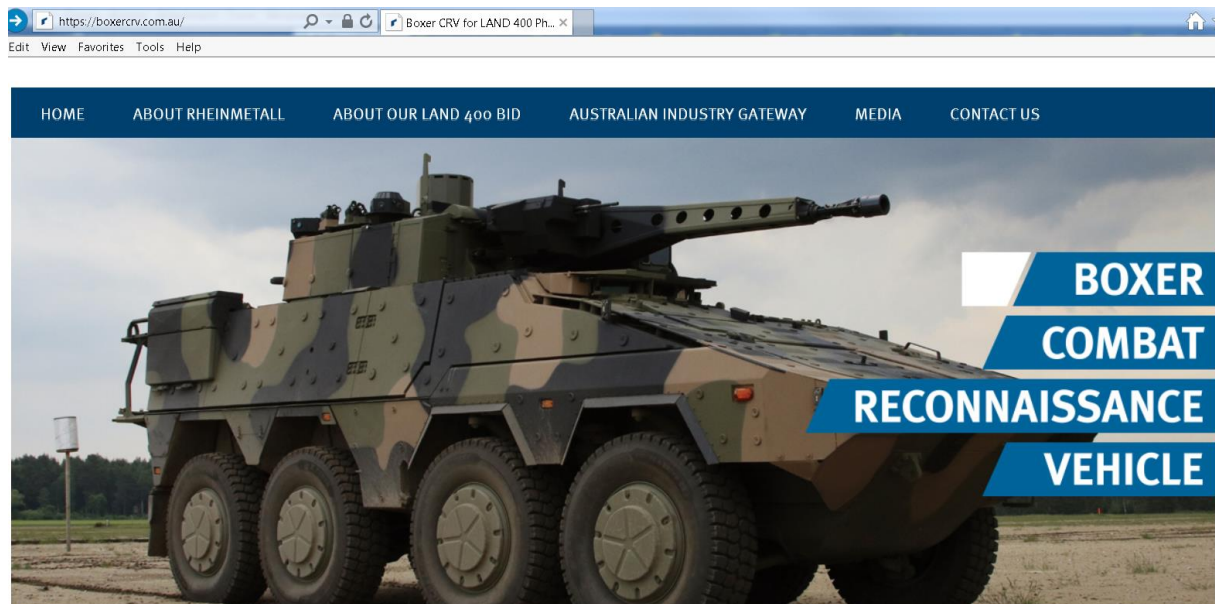 https://boxercrv.com.au/
Boxer CRV for LAND 400 Ph...
Edit View Favorites Tools Help
HOME ABOUT RHEINMETALL ABOUT OUR LAND 400 BID AUSTRALIAN INDUSTRY GATEWAY MEDIA CONTACT US
BOXER
COMBAT
RECONNAISSANCE
VEHICLE